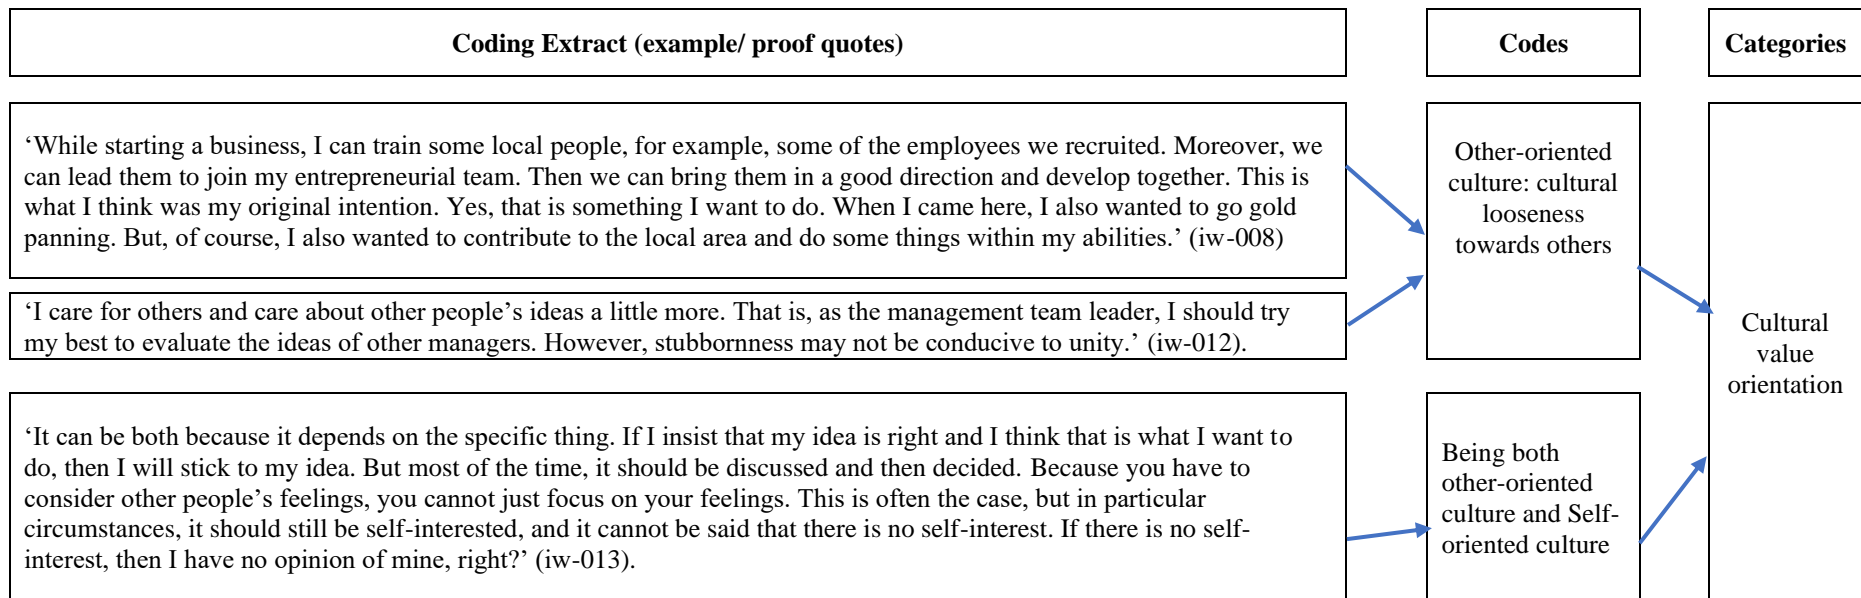 Coding Extract (example/ proof quotes)
Codes
Categories
‘While starting a business, I can train some local people, for example, some of the employees we recruited. Moreover, we
can lead them to join my entrepreneurial team. Then we can bring them in a good direction and develop together. This is
what I think was my original intention. Yes, that is something I want to do. When I came here, I also wanted to go gold
panning. But, of course, I also wanted to contribute to the local area and do some things within my abilities.’ (iw-008)
‘I care for others and care about other people’s ideas a little more. That is, as the management team leader, I should try
my best to evaluate the ideas of other managers. However, stubbornness may not be conducive to unity.’ (iw-012).
‘It can be both because it depends on the specific thing. If I insist that my idea is right and I think that is what I want to
do, then I will stick to my idea. But most of the time, it should be discussed and then decided. Because you have to
consider other people’s feelings, you cannot just focus on your feelings. This is often the case, but in particular
circumstances, it should still be self-interested, and it cannot be said that there is no self-interest. If there is no self-
interest, then I have no opinion of mine, right?’ (iw-013).
Other-oriented
culture: cultural
looseness
towards others
Being both
other-oriented
culture and Self-
oriented culture
Cultural
value
orientation